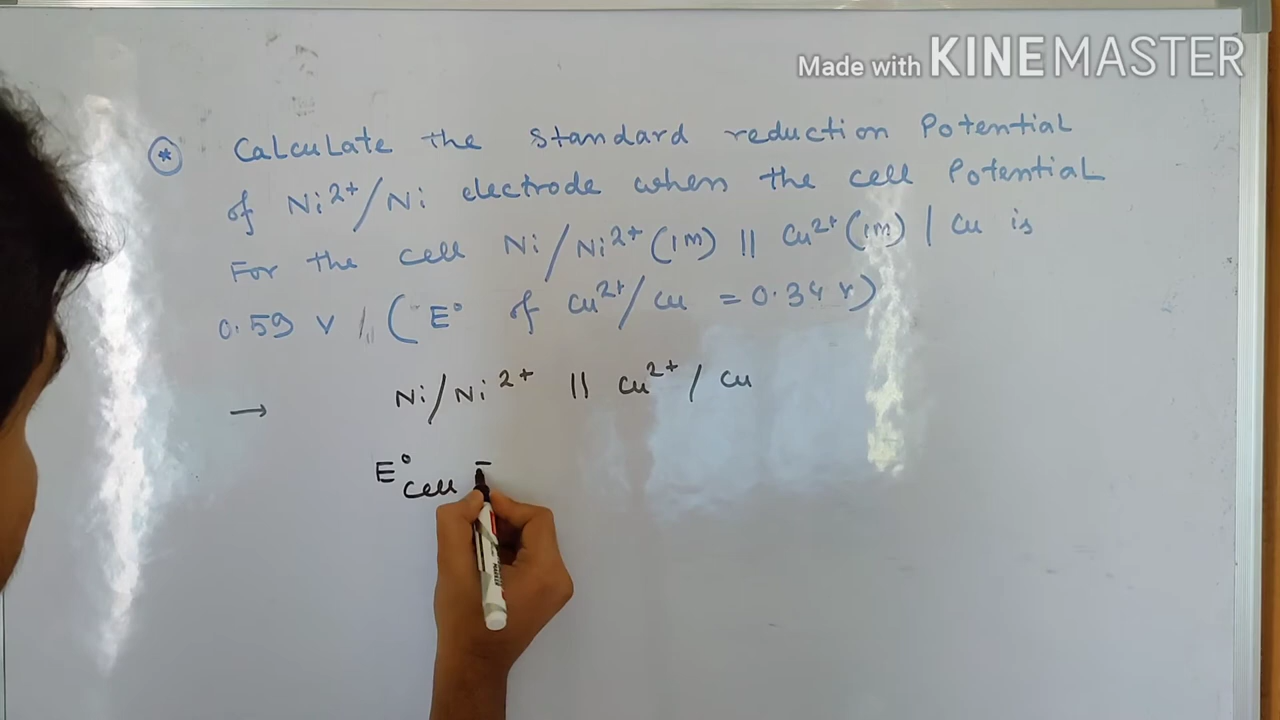 Made with KINEMASTER
* Calculate the standard reduction Potential
of Ni²⁺/Ni electrode when the cell Potential
For the cell Ni/Ni²⁺(1M) || Cu²⁺(1M) | Cu is
0.59 V (E° of Cu²⁺/Cu = 0.34 V)
→ Ni/Ni²⁺ || Cu²⁺/Cu
E°cell =